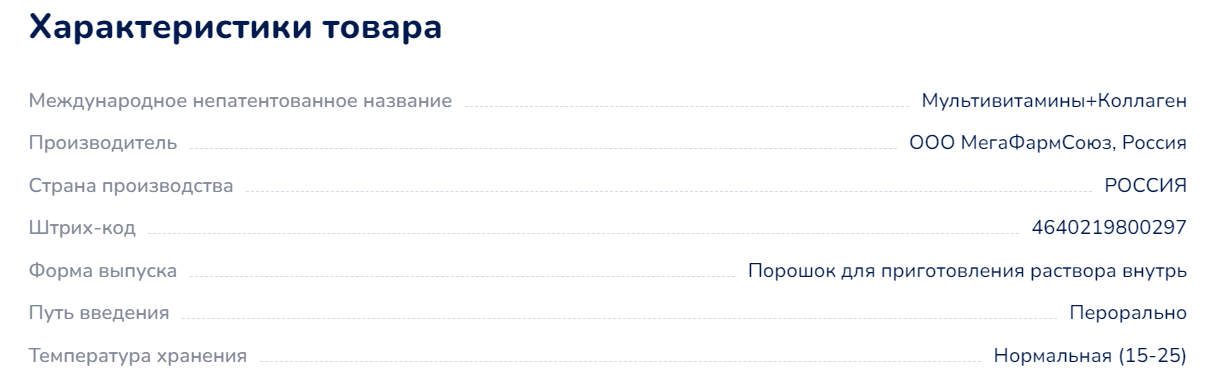 Характеристики товара
Международное непатентованное название Мультивитамины+Коллаген
Производитель ООО МегаФармСоюз, Россия
Страна производства РОССИЯ
Штрих-код 4640219800297
Форма выпуска Порошок для приготовления раствора внутрь
Путь введения Перорально
Температура хранения Нормальная (15-25)